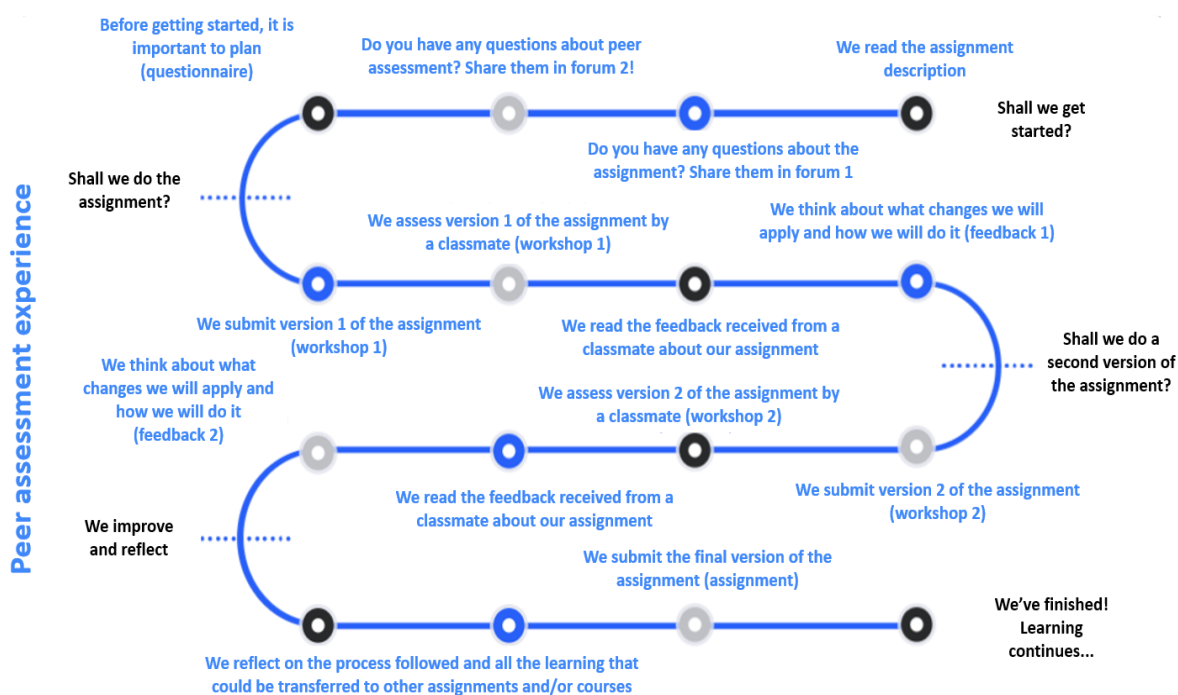 Peer assessment experience
Before getting started, it is
important to plan
(questionnaire)
Do you have any questions about peer
assessment? Share them in forum 2!
We read the assignment
description
Shall we get
started?
Do you have any questions about the
assignment? Share them in forum 1
Shall we do the
assignment?
We assess version 1 of the assignment by
a classmate (workshop 1)
We think about what changes we will
apply and how we will do it (feedback 1)
We submit version 1 of the assignment
(workshop 1)
We read the feedback received from a
classmate about our assignment
Shall we do a
second version of
the assignment?
We think about what
changes we will apply and
how we will do it
(feedback 2)
We assess version 2 of the assignment by
a classmate (workshop 2)
We read the feedback received from a
classmate about our assignment
We submit version 2 of the assignment
(workshop 2)
We improve
and reflect
We submit the final version of the
assignment (assignment)
We've finished!
Learning
continues...
We reflect on the process followed and all the learning that
could be transferred to other assignments and/or courses